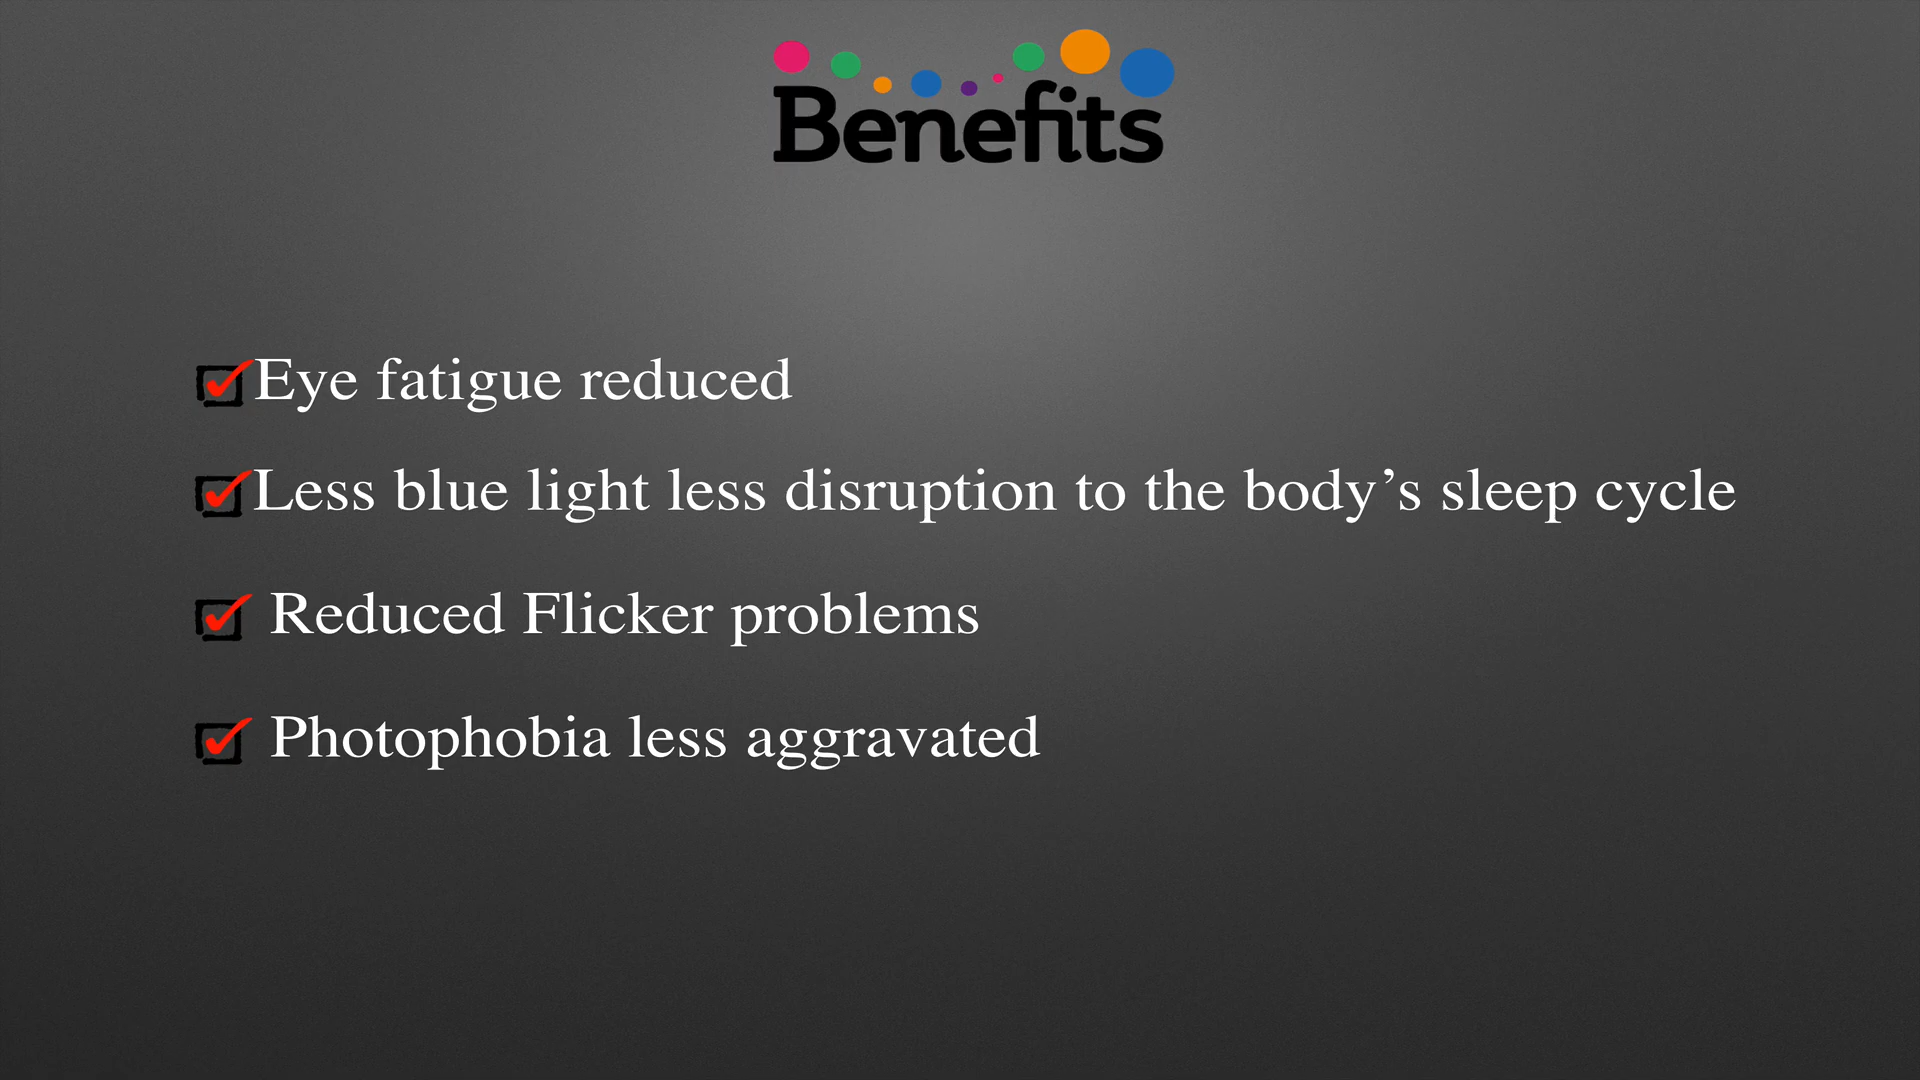 Benefits
Eye fatigue reduced
Less blue light less disruption to the body’s sleep cycle
Reduced Flicker problems
Photophobia less aggravated